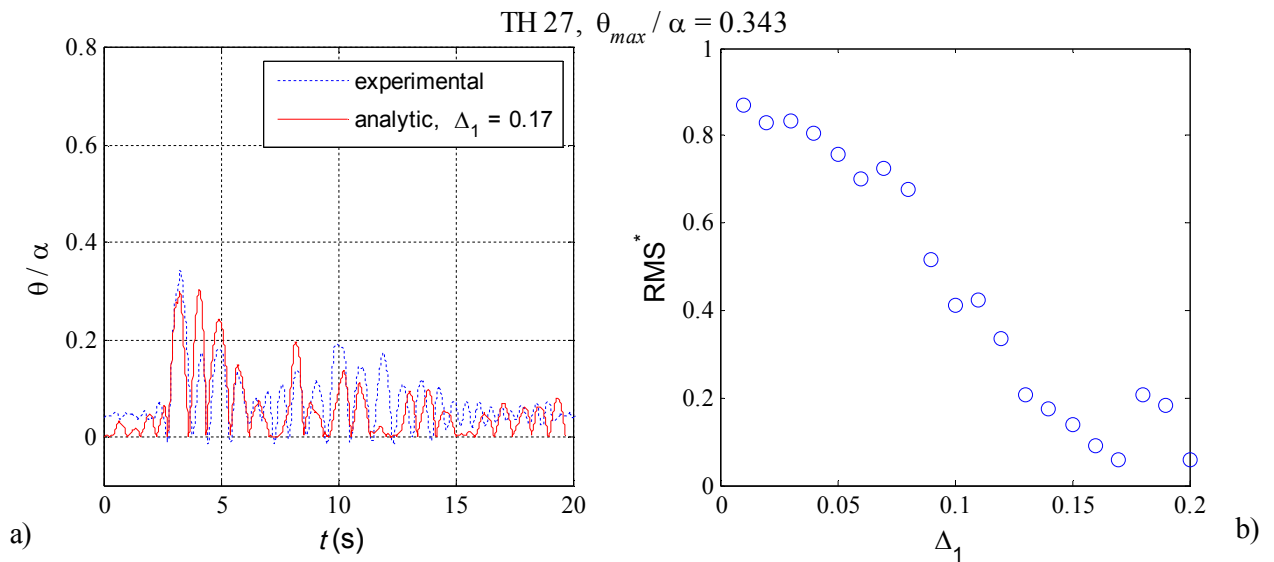 TH 27, θmax / α = 0.343
0.8
0.6
0.4
0.2
0
θ / α
experimental
analytic, Δ1 = 0.17
0 5 10 15 20
t (s)
a)
1
0.8
0.6
0.4
0.2
0
RMS*
0 0.05 0.1 0.15 0.2
Δ1
b)